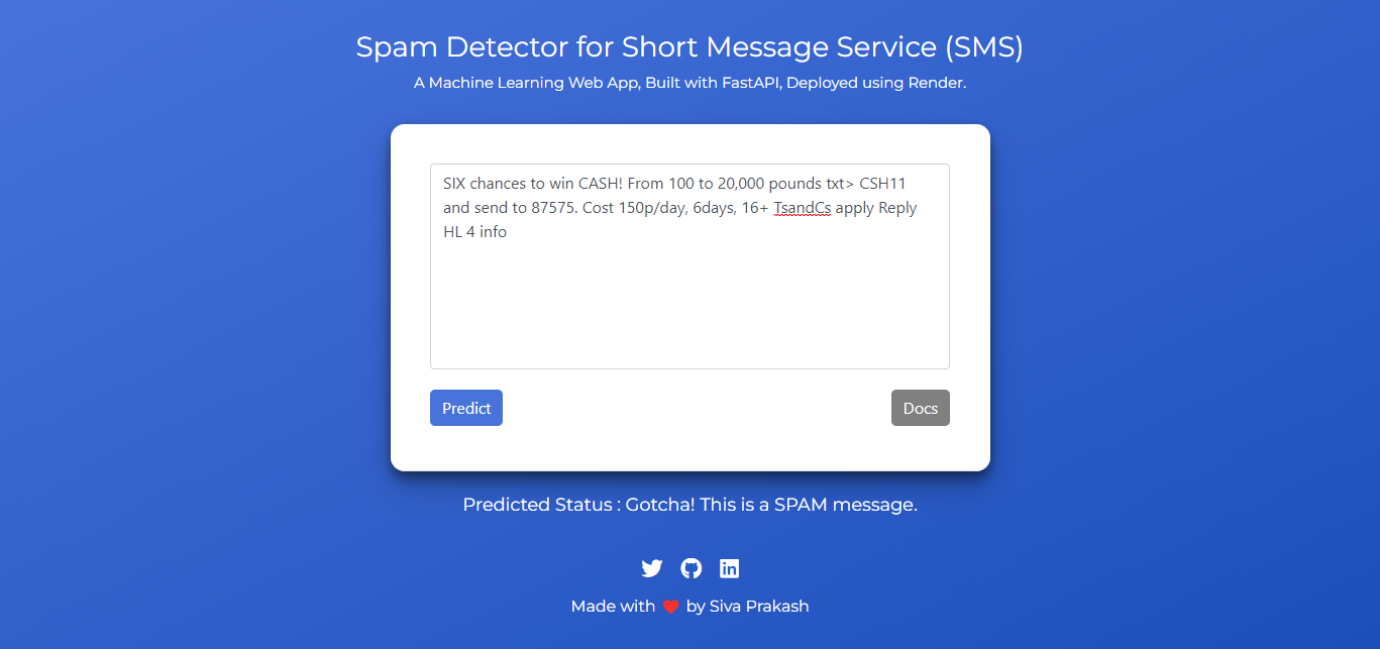 Spam Detector for Short Message Service (SMS)
A Machine Learning Web App, Built with FastAPI, Deployed using Render.
SIX chances to win CASH! From 100 to 20,000 pounds txt> CSH11
and send to 87575. Cost 150p/day, 6days, 16+ TsandCs apply Reply
HL 4 info
Predict
Docs
Predicted Status : Gotcha! This is a SPAM message.
Made with ❤ by Siva Prakash